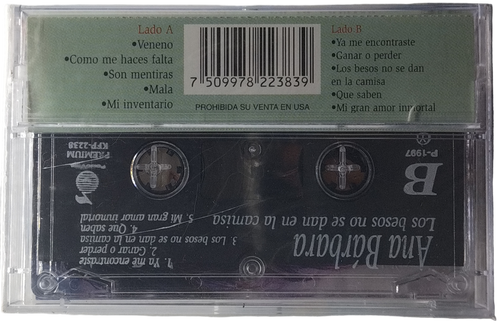 Lado A
•Veneno
•Como me haces falta
•Son mentiras
•Mala
•Mi inventario
7 509978 223839
PROHIBIDA SU VENTA EN USA
Lado B
•Ya me encontraste
•Ganar o perder
•Los besos no se dan
en la camisa
•Que saben
•Mi gran amor inmortal
Ana Bárbara
Los besos no se dan en la camisa
1. Ya me encontraste
2. Ganar o perder
3. Los besos no se dan en la camisa
4. Que saben
5. Mi gran amor inmortal
B
P-1997
PREMIUM
KFP-2238